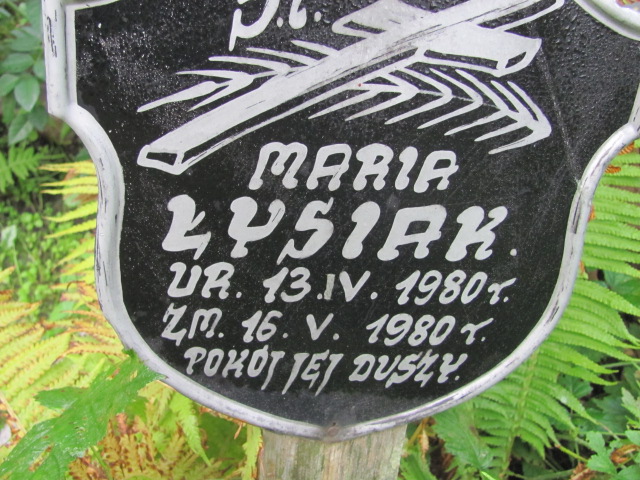 Ś.P.
MARIA
ŁYSIAK.
UR. 13. IV. 1980 r.
ZM. 16. V. 1980 r.
POKÓJ JEJ DUSZY.